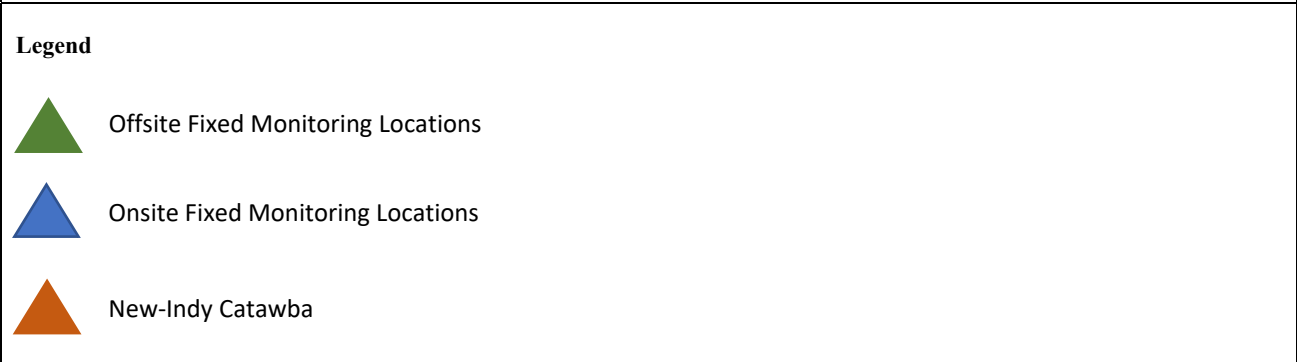 Legend
Offsite Fixed Monitoring Locations
Onsite Fixed Monitoring Locations
New-Indy Catawba